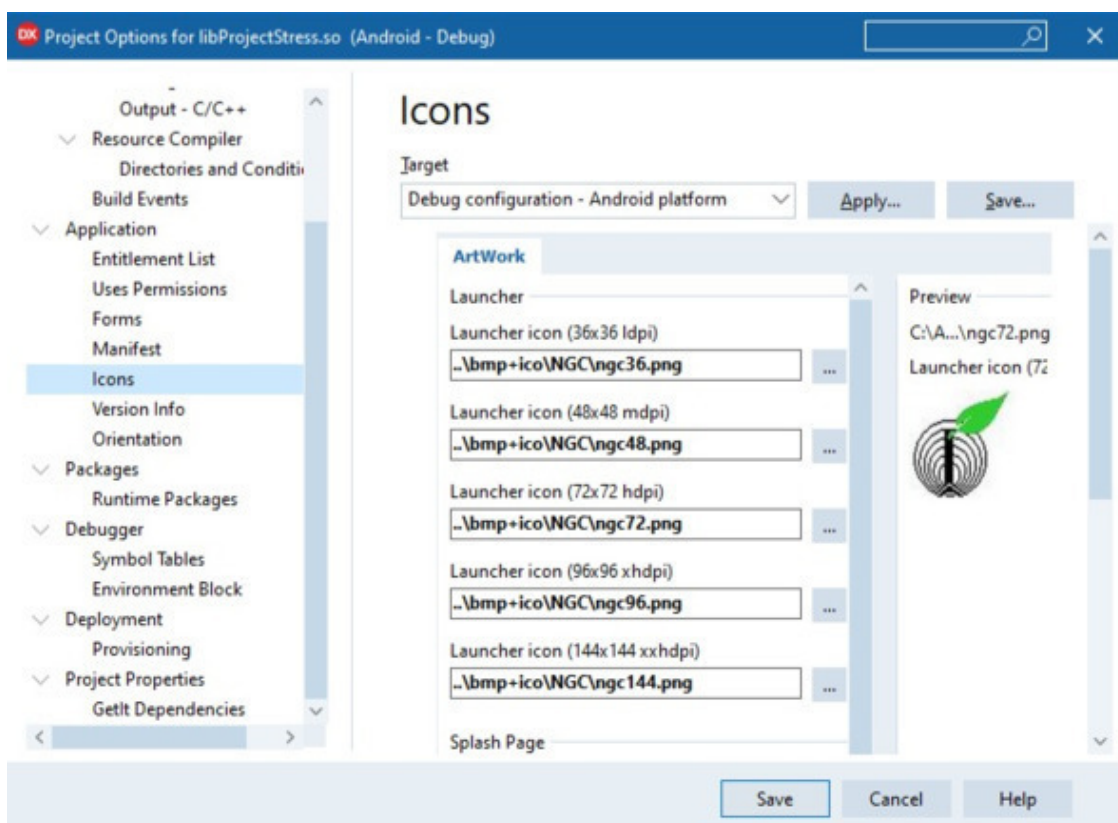 DX Project Options for libProjectStress.so (Android - Debug)
Output - C/C++
Resource Compiler
Directories and Conditi
Build Events
Application
Entitlement List
Uses Permissions
Forms
Manifest
Icons
Version Info
Orientation
Packages
Runtime Packages
Debugger
Symbol Tables
Environment Block
Deployment
Provisioning
Project Properties
GetIt Dependencies
Icons
Target
Debug configuration - Android platform
Apply...
Save...
ArtWork
Launcher
Launcher icon (36x36 ldpi)
..\bmp+ico\NGC\ngc36.png
...
Launcher icon (48x48 mdpi)
..\bmp+ico\NGC\ngc48.png
...
Launcher icon (72x72 hdpi)
..\bmp+ico\NGC\ngc72.png
...
Launcher icon (96x96 xhdpi)
..\bmp+ico\NGC\ngc96.png
...
Launcher icon (144x144 xxhdpi)
..\bmp+ico\NGC\ngc144.png
...
Splash Page
Preview
C:\A...\ngc72.png
Launcher icon (72
Save
Cancel
Help